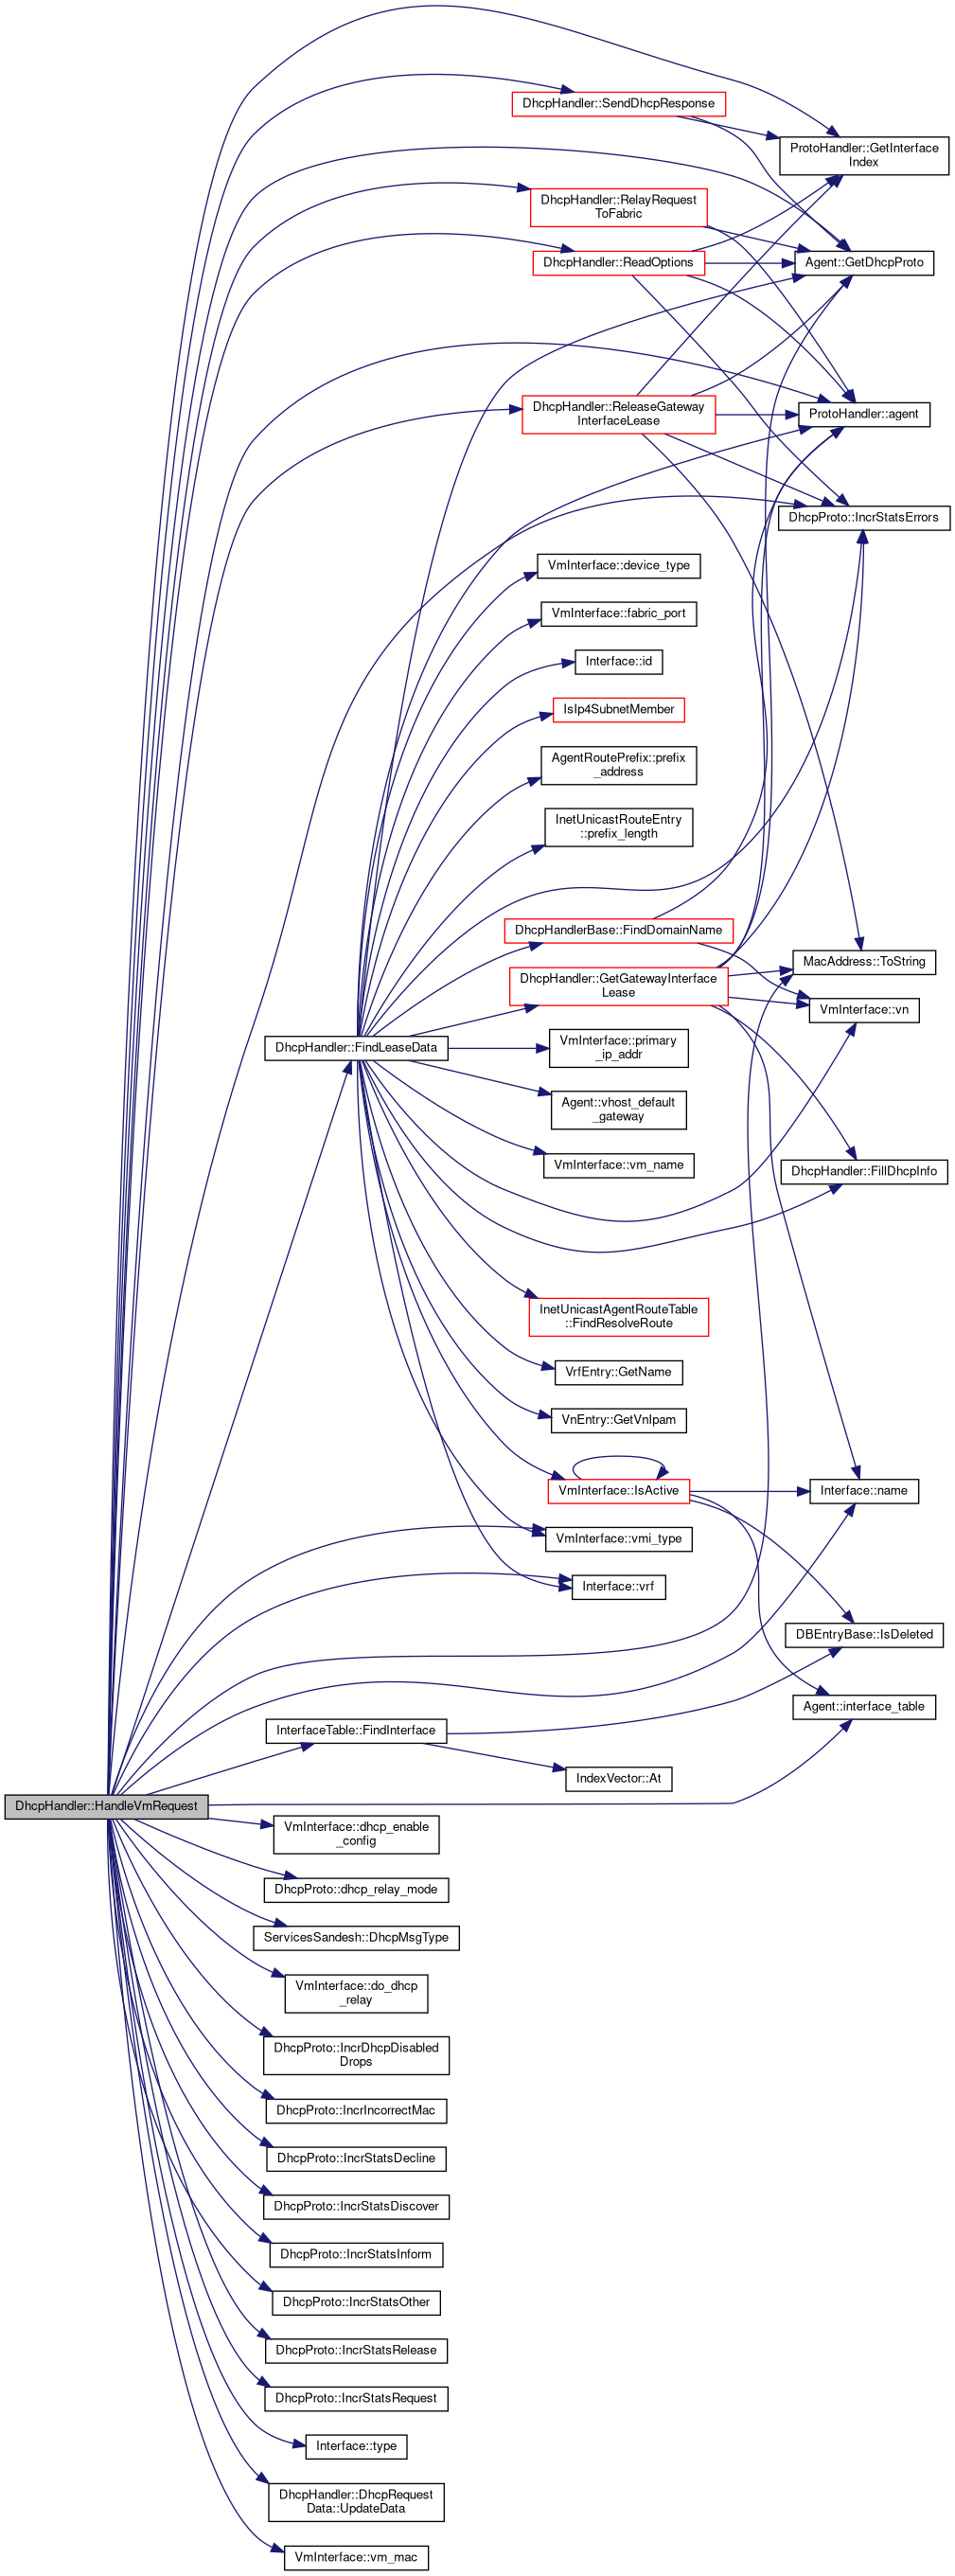 DhcpHandler::SendDhcpResponse
ProtoHandler::GetInterface
Index
DhcpHandler::RelayRequest
ToFabric
DhcpHandler::ReadOptions
Agent::GetDhcpProto
DhcpHandler::ReleaseGateway
InterfaceLease
ProtoHandler::agent
DhcpProto::IncrStatsErrors
VmInterface::device_type
VmInterface::fabric_port
Interface::id
IsIp4SubnetMember
AgentRoutePrefix::prefix
_address
InetUnicastRouteEntry
::prefix_length
DhcpHandlerBase::FindDomainName
DhcpHandler::GetGatewayInterface
Lease
MacAddress::ToString
VmInterface::vn
DhcpHandler::FindLeaseData
VmInterface::primary
_ip_addr
Agent::vhost_default
_gateway
VmInterface::vm_name
DhcpHandler::FillDhcpInfo
InetUnicastAgentRouteTable
::FindResolveRoute
VrfEntry::GetName
VnEntry::GetVnIpam
VmInterface::IsActive
Interface::name
VmInterface::vmi_type
Interface::vrf
DBEntryBase::IsDeleted
Agent::interface_table
InterfaceTable::FindInterface
IndexVector::At
DhcpHandler::HandleVmRequest
VmInterface::dhcp_enable
_config
DhcpProto::dhcp_relay_mode
ServicesSandesh::DhcpMsgType
VmInterface::do_dhcp
_relay
DhcpProto::IncrDhcpDisabled
Drops
DhcpProto::IncrIncorrectMac
DhcpProto::IncrStatsDecline
DhcpProto::IncrStatsDiscover
DhcpProto::IncrStatsInform
DhcpProto::IncrStatsOther
DhcpProto::IncrStatsRelease
DhcpProto::IncrStatsRequest
Interface::type
DhcpHandler::DhcpRequest
Data::UpdateData
VmInterface::vm_mac